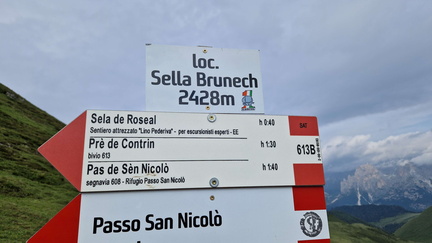 loc.
Sella Brunech
2428m
Sela de Roseal h 0:40
Sentiero attrezzato "Lino Pederiva" - per escursionisti esperti - EE
Prè de Contrin h 1:30
bivio 613
Pas de Sèn Nicolò h 1:40
segnavia 608 - Rifugio Passo San Nicolò
SAT
613B
Passo San Nicolò